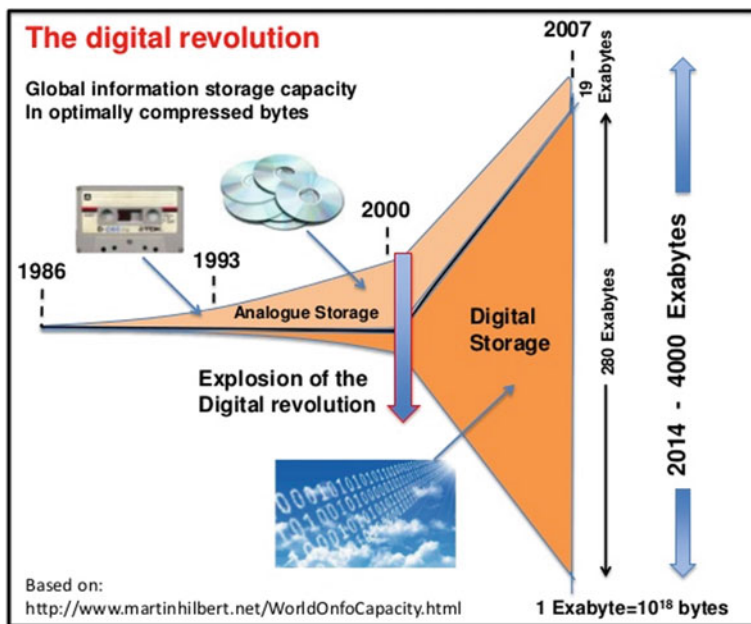 The digital revolution
Global information storage capacity
In optimally compressed bytes
2007
19
Exabytes
2000
1993
1986
Analogue Storage
Digital
Storage
280 Exabytes
2014 - 4000 Exabytes
Explosion of the
Digital revolution
Based on:
http://www.martinhilbert.net/WorldOnfoCapacity.html
1 Exabyte=10¹⁸ bytes